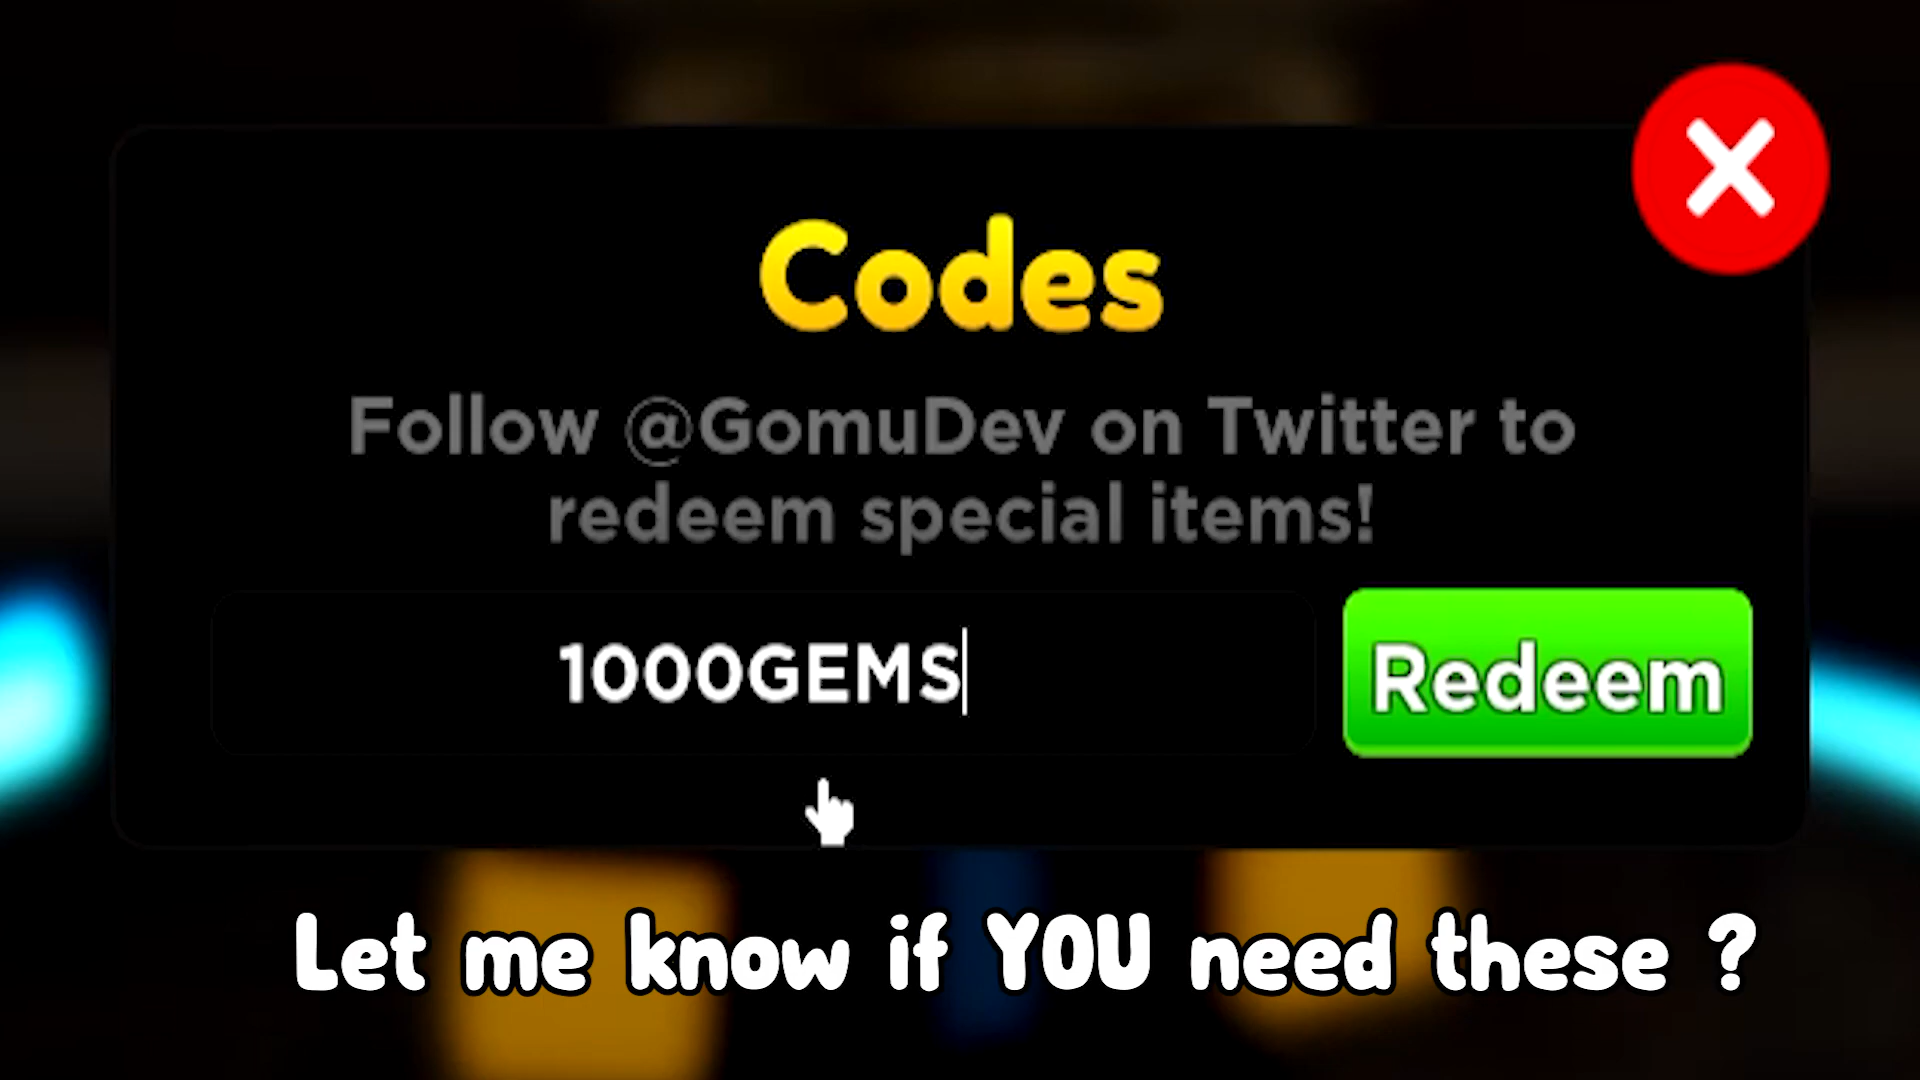 Codes
Follow @GomuDev on Twitter to
redeem special items!
1000GEMS
Redeem
Let me know if YOU need these ?